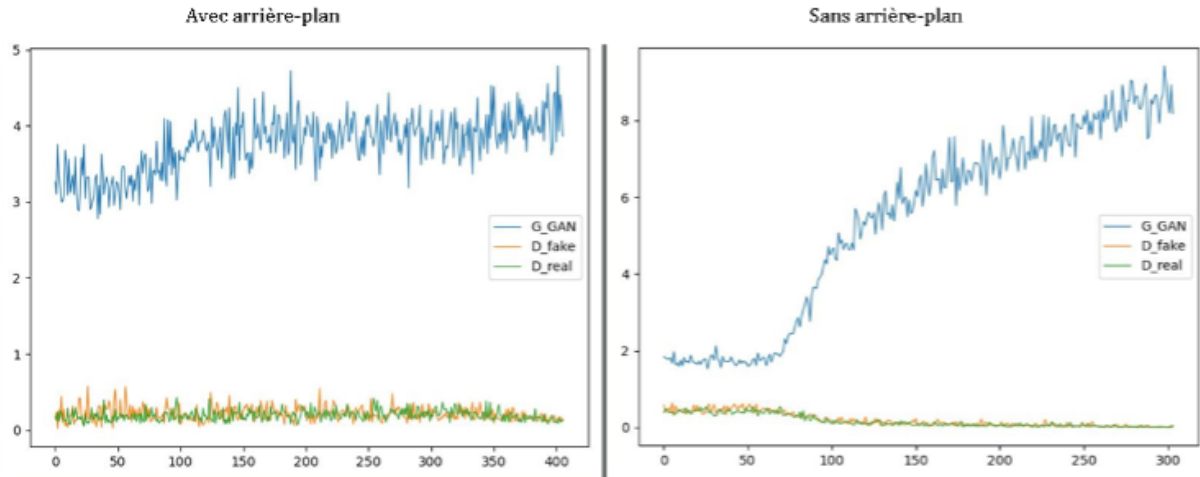 Avec arrière-plan
5
4
3
2
1
0
0 50 100 150 200 250 300 350 400
G_GAN
D_fake
D_real
Sans arrière-plan
8
6
4
2
0
0 50 100 150 200 250 300
G_GAN
D_fake
D_real